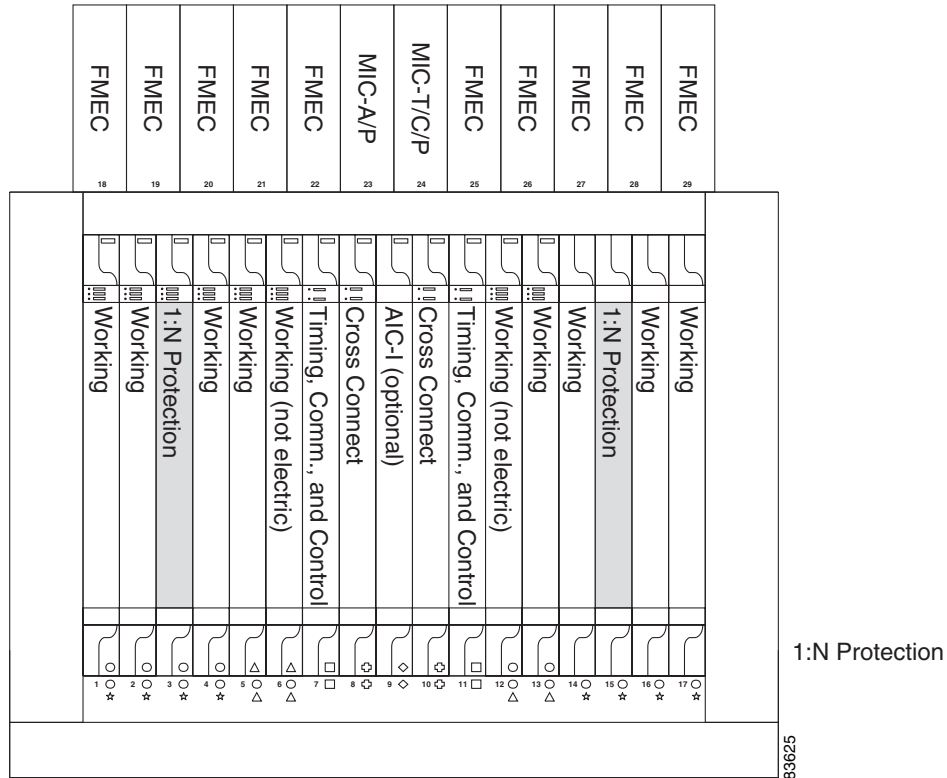 FMEC
FMEC
FMEC
FMEC
FMEC
MIC-A/P
MIC-T/C/P
FMEC
FMEC
FMEC
FMEC
FMEC
18
19
20
21
22
23
24
25
26
27
28
29
Working
Working
1:N Protection
Working
Working
Working (not electric)
Timing, Comm., and Control
Cross Connect
AIC-I (optional)
Cross Connect
Timing, Comm., and Control
Working (not electric)
Working
Working
1:N Protection
Working
Working
1:N Protection
1
2
3
4
5
6
7
8
9
10
11
12
13
14
15
16
17
83625